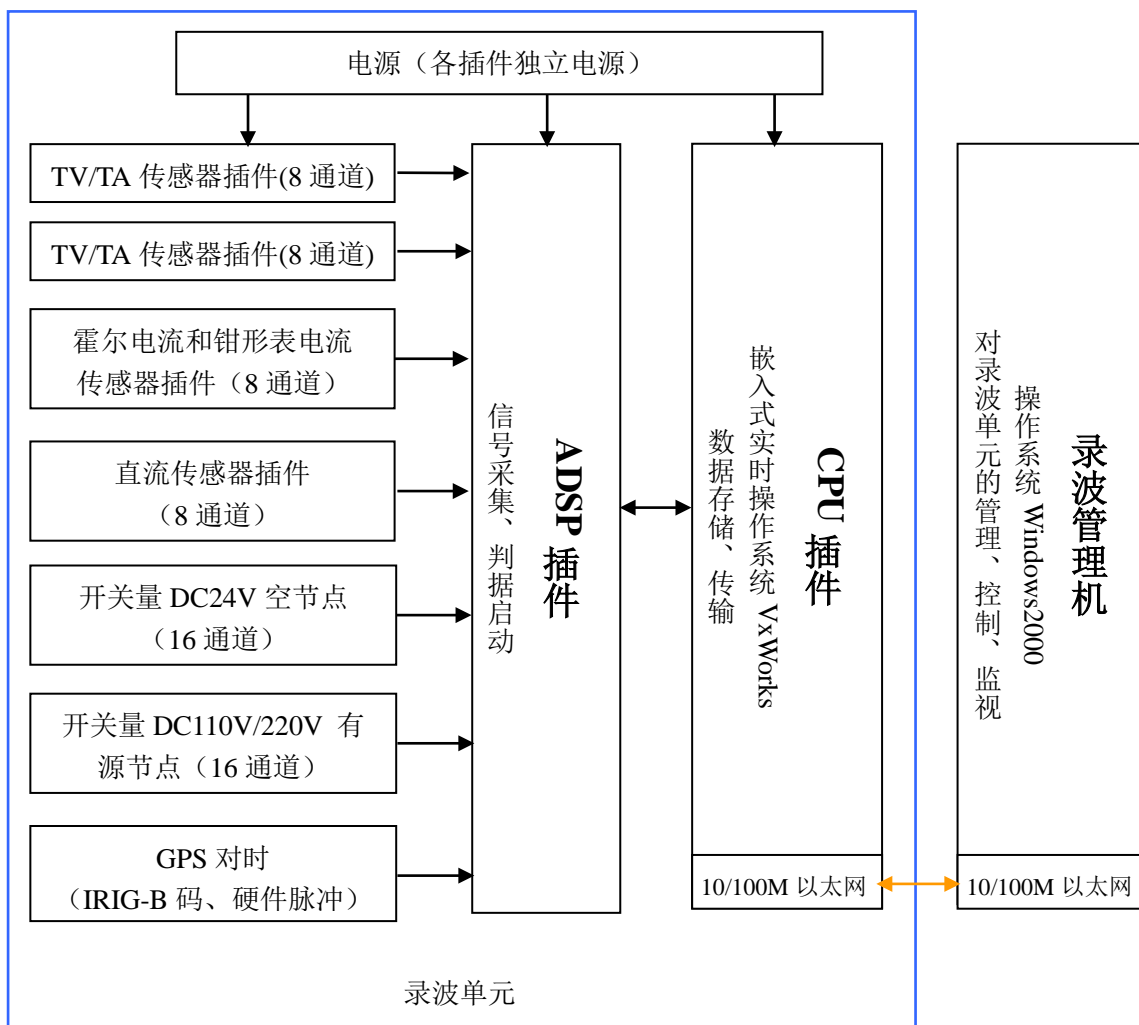 电源（各插件独立电源）
TV/TA 传感器插件(8 通道)
TV/TA 传感器插件(8 通道)
霍尔电流和钳形表电流
传感器插件（8 通道）
直流传感器插件
（8 通道）
开关量 DC24V 空节点
（16 通道）
开关量 DC110V/220V 有
源节点（16 通道）
GPS 对时
（IRIG-B 码、硬件脉冲）
ADSP 插件
信号采集、判据启动
CPU 插件
嵌入式实时操作系统 VxWorks
数据存储、传输
10/100M 以太网
录波管理机
操作系统 Windows2000
对录波单元的管理、控制、监视
10/100M 以太网
录波单元